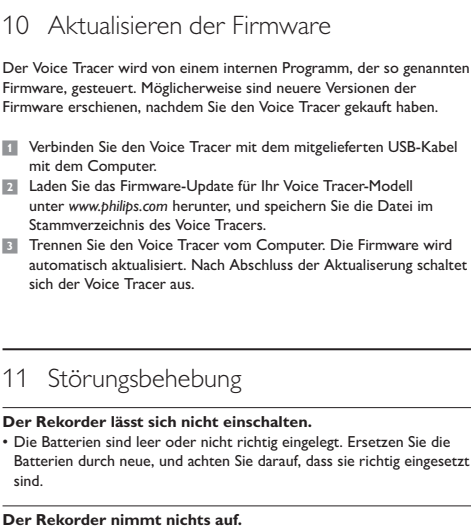 10 Aktualisieren der Firmware
Der Voice Tracer wird von einem internen Programm, der so genannten
Firmware, gesteuert. Möglicherweise sind neuere Versionen der
Firmware erschienen, nachdem Sie den Voice Tracer gekauft haben.
1 Verbinden Sie den Voice Tracer mit dem mitgelieferten USB-Kabel
mit dem Computer.
2 Laden Sie das Firmware-Update für Ihr Voice Tracer-Modell
unter www.philips.com herunter, und speichern Sie die Datei im
Stammverzeichnis des Voice Tracers.
3 Trennen Sie den Voice Tracer vom Computer. Die Firmware wird
automatisch aktualisiert. Nach Abschluss der Aktualiserung schaltet
sich der Voice Tracer aus.
11 Störungsbehebung
Der Rekorder lässt sich nicht einschalten.
• Die Batterien sind leer oder nicht richtig eingelegt. Ersetzen Sie die
Batterien durch neue, und achten Sie darauf, dass sie richtig eingesetzt
sind.
Der Rekorder nimmt nichts auf.